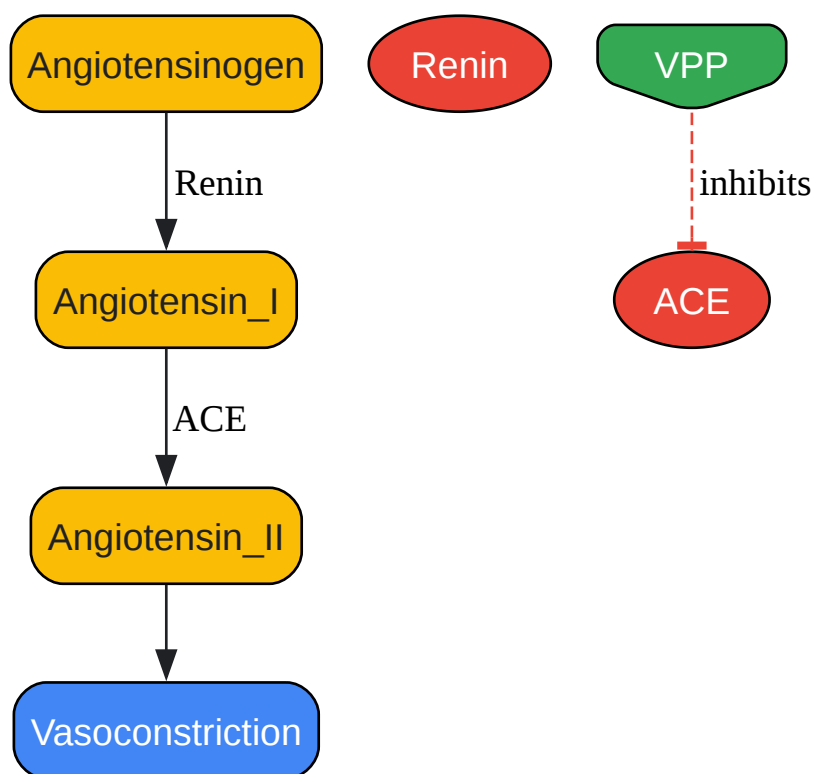 Angiotensinogen
Renin
VPP
Renin
inhibits
Angiotensin_I
ACE
ACE
Angiotensin_II
Vasoconstriction